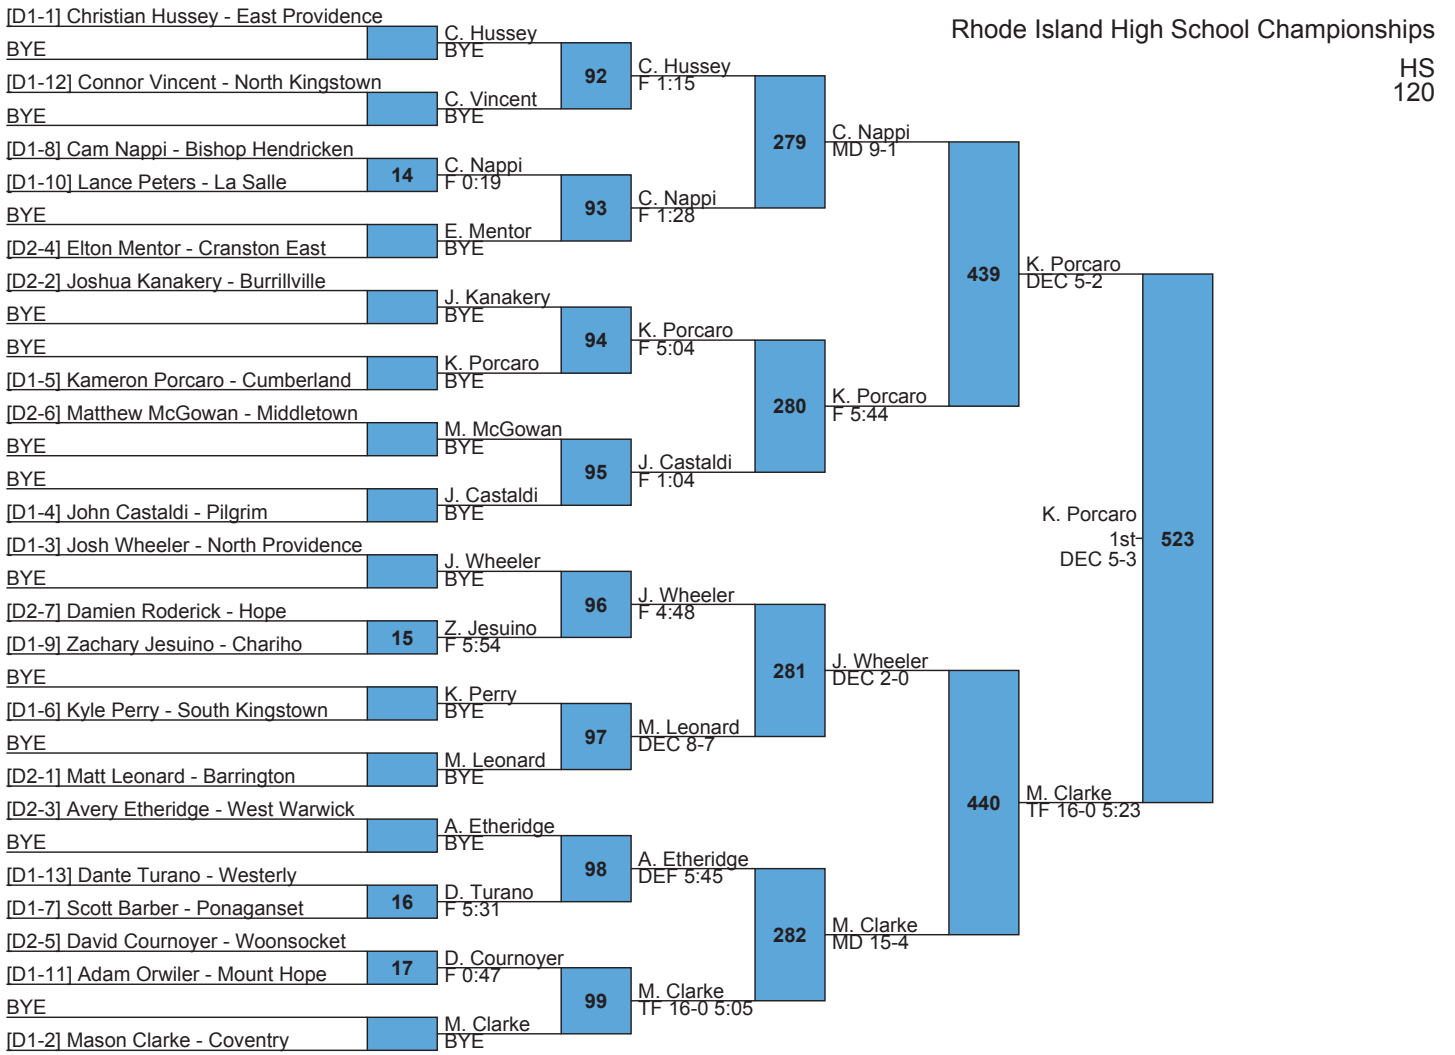 Rhode Island High School Championships
HS
120
[D1-1] Christian Hussey - East Providence
BYE
[D1-12] Connor Vincent - North Kingstown
BYE
[D1-8] Cam Nappi - Bishop Hendricken
[D1-10] Lance Peters - La Salle
BYE
[D2-4] Elton Mentor - Cranston East
[D2-2] Joshua Kanakery - Burrillville
BYE
BYE
[D1-5] Kameron Porcaro - Cumberland
[D2-6] Matthew McGowan - Middletown
BYE
BYE
[D1-4] John Castaldi - Pilgrim
[D1-3] Josh Wheeler - North Providence
BYE
[D2-7] Damien Roderick - Hope
[D1-9] Zachary Jesuino - Chariho
BYE
[D1-6] Kyle Perry - South Kingstown
BYE
[D2-1] Matt Leonard - Barrington
[D2-3] Avery Etheridge - West Warwick
BYE
[D1-13] Dante Turano - Westerly
[D1-7] Scott Barber - Ponaganset
[D2-5] David Cournoyer - Woonsocket
[D1-11] Adam Orwiler - Mount Hope
BYE
[D1-2] Mason Clarke - Coventry
14
15
16
17
C. Hussey
BYE
C. Vincent
BYE
C. Nappi
F 0:19
E. Mentor
BYE
J. Kanakery
BYE
K. Porcaro
BYE
M. McGowan
BYE
J. Castaldi
BYE
J. Wheeler
BYE
Z. Jesuino
F 5:54
K. Perry
BYE
M. Leonard
BYE
A. Etheridge
BYE
D. Turano
F 5:31
D. Cournoyer
F 0:47
M. Clarke
BYE
92
93
94
95
96
97
98
99
C. Hussey
F 1:15
C. Nappi
F 1:28
K. Porcaro
F 5:04
J. Castaldi
F 1:04
J. Wheeler
F 4:48
M. Leonard
DEC 8-7
A. Etheridge
DEF 5:45
M. Clarke
TF 16-0 5:05
279
280
281
282
C. Nappi
MD 9-1
K. Porcaro
F 5:44
J. Wheeler
DEC 2-0
M. Clarke
MD 15-4
439
440
K. Porcaro
DEC 5-2
M. Clarke
TF 16-0 5:23
523
K. Porcaro
1st
DEC 5-3